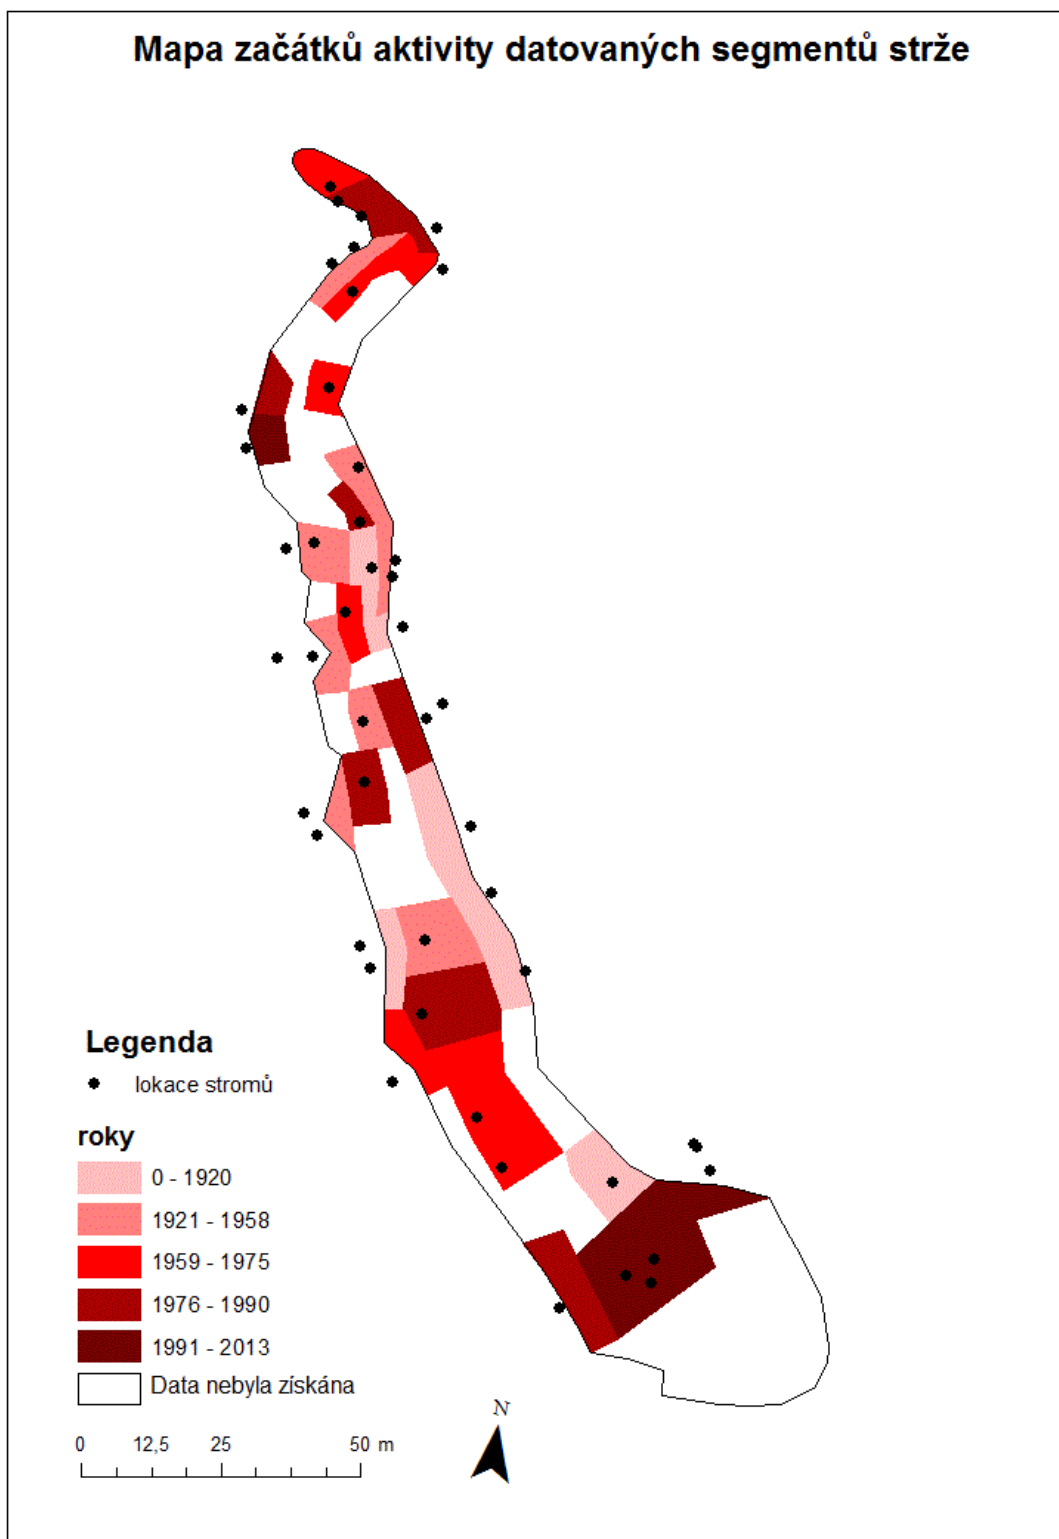 Mapa začátků aktivity datovaných segmentů strže
Legenda
lokace stromů
roky
0 - 1920
1921 - 1958
1959 - 1975
1976 - 1990
1991 - 2013
Data nebyla získána
0 12,5 25 50 m
N